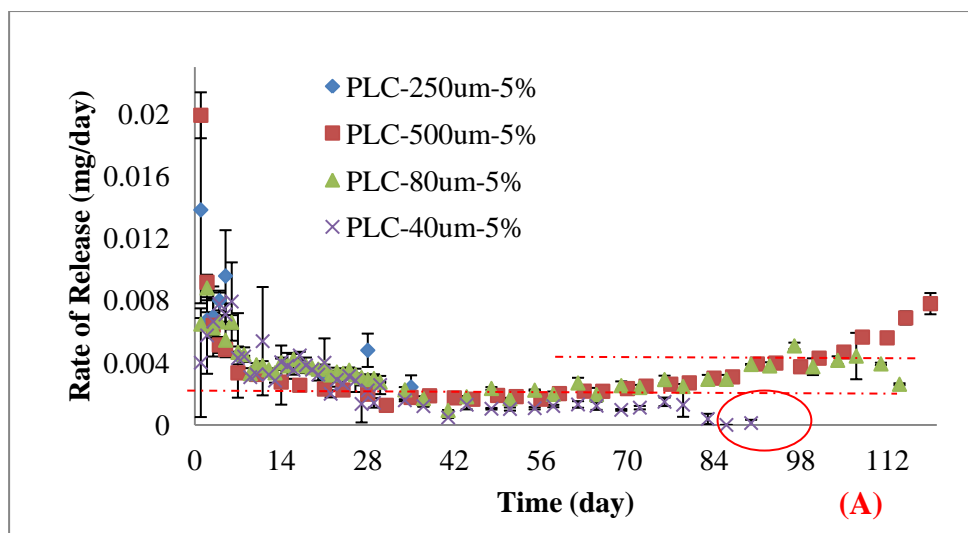 PLC-250um-5%
PLC-500um-5%
PLC-80um-5%
PLC-40um-5%
Rate of Release (mg/day)
0.02
0.016
0.012
0.008
0.004
0
0 14 28 42 56 70 84 98 112
Time (day)
(A)